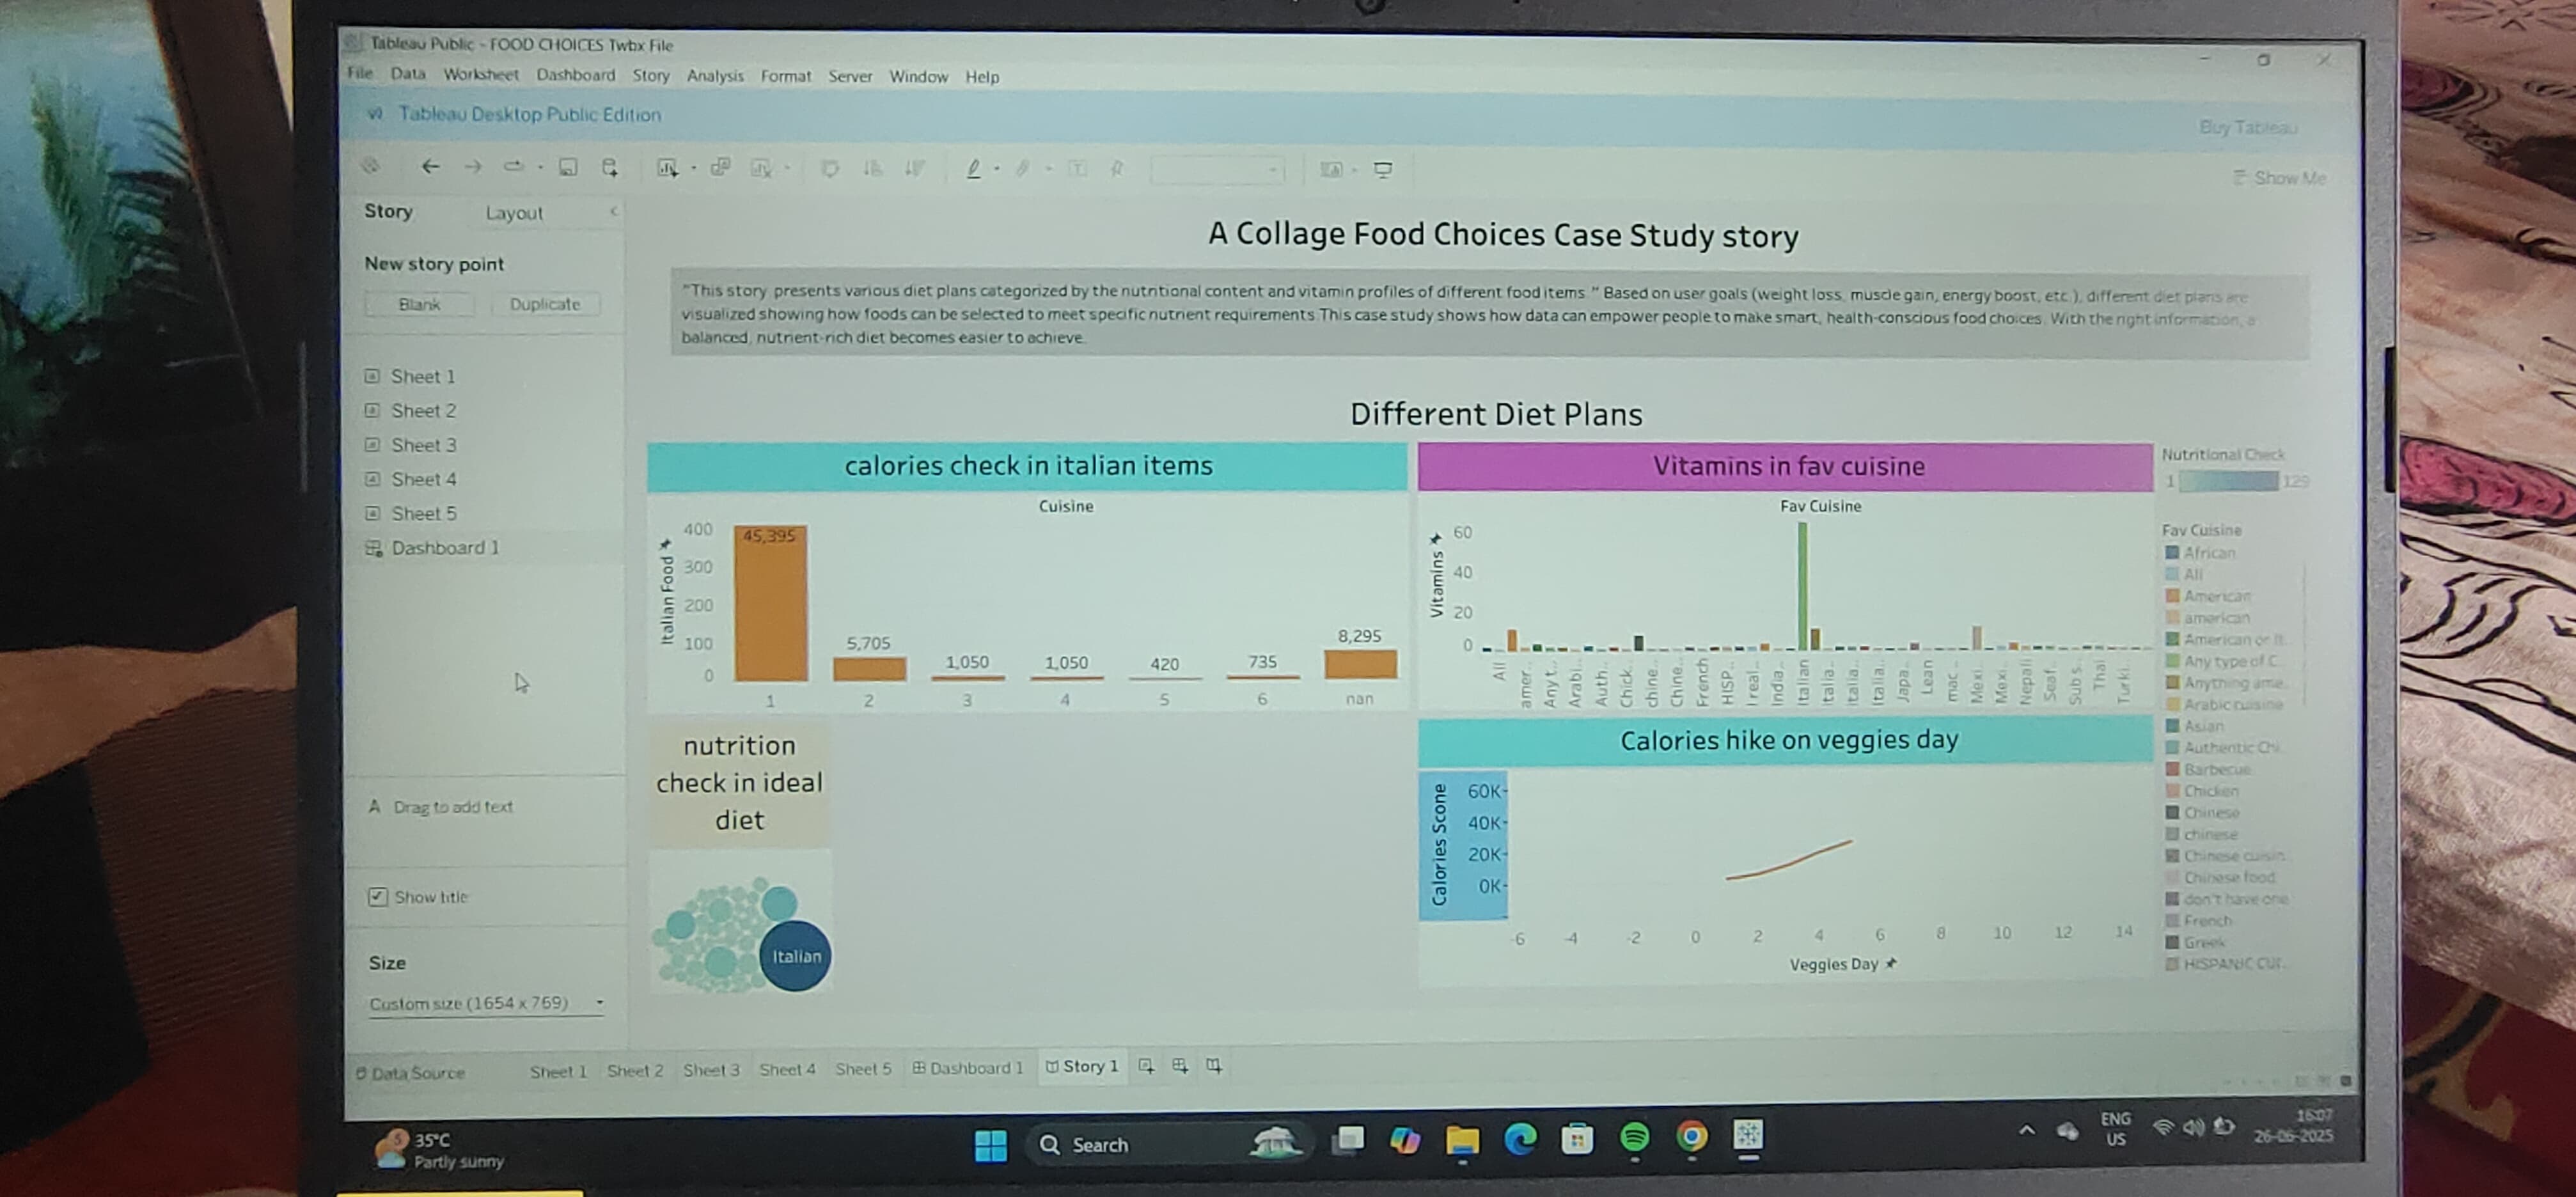 Tableau Public - FOOD CHOICES Twbx File
File Data Worksheet Dashboard Story Analysis Format Server Window Help
Tableau Desktop Public Edition
Buy Tableau
Show Me
Story Layout
New story point
Blank Duplicate
Sheet 1
Sheet 2
Sheet 3
Sheet 4
Sheet 5
Dashboard 1
A Drag to add text
Show title
Size
Custom size (1654 x 769)
A Collage Food Choices Case Study story
"This story presents various diet plans categorized by the nutritional content and vitamin profiles of different food items " Based on user goals (weight loss, muscle gain, energy boost, etc.), different diet plans are
visualized showing how foods can be selected to meet specific nutrient requirements.This case study shows how data can empower people to make smart, health-conscious food choices. With the right information, a
balanced, nutrient-rich diet becomes easier to achieve.
Different Diet Plans
calories check in italian items
Cuisine
Italian Food
400
300
200
100
0
45,395
5,705
1,050
1,050
420
735
8,295
1 2 3 4 5 6 nan
Vitamins in fav cuisine
Fav Cuisine
Vitamins
60
40
20
0
All amer.. Any t.. Arabi.. Auth.. Chick.. chine.. Chine.. French HISP.. I real.. India.. Italian Italia.. Italia.. Italia.. Japa.. Lean mac.. Mexi.. Mexi.. Nepali Seaf.. Sub s.. Thai Turki..
nutrition
check in ideal
diet
Italian
Calories hike on veggies day
Calories Scone
60K
40K
20K
0K
-6 -4 -2 0 2 4 6 8 10 12 14
Veggies Day
Nutritional Check
1 129
Fav Cuisine
African
All
American
american
American or It..
Any type of C..
Anything ame..
Arabic cuisine
Asian
Authentic Chi..
Barbecue
Chicken
Chinese
chinese
Chinese cuisin..
Chinese food
don't have one
French
Greek
HISPANIC CUI..
Data Source Sheet 1 Sheet 2 Sheet 3 Sheet 4 Sheet 5 Dashboard 1 Story 1
35°C
Partly sunny
Search
ENG
US
16:07
26-06-2025